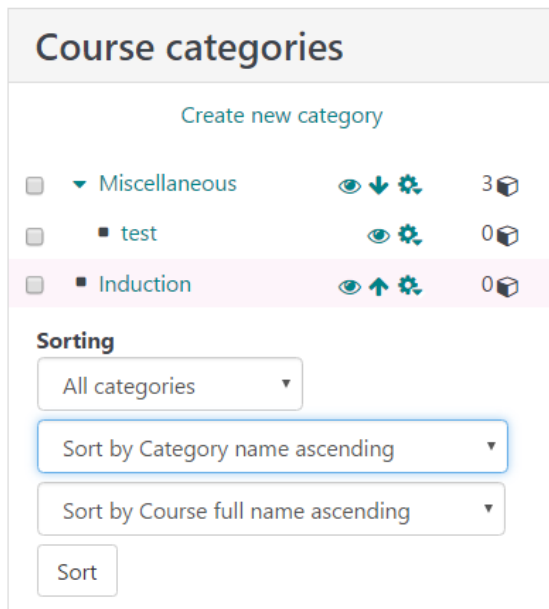 Course categories
Create new category
Miscellaneous 3
test 0
Induction 0
Sorting
All categories
Sort by Category name ascending
Sort by Course full name ascending
Sort